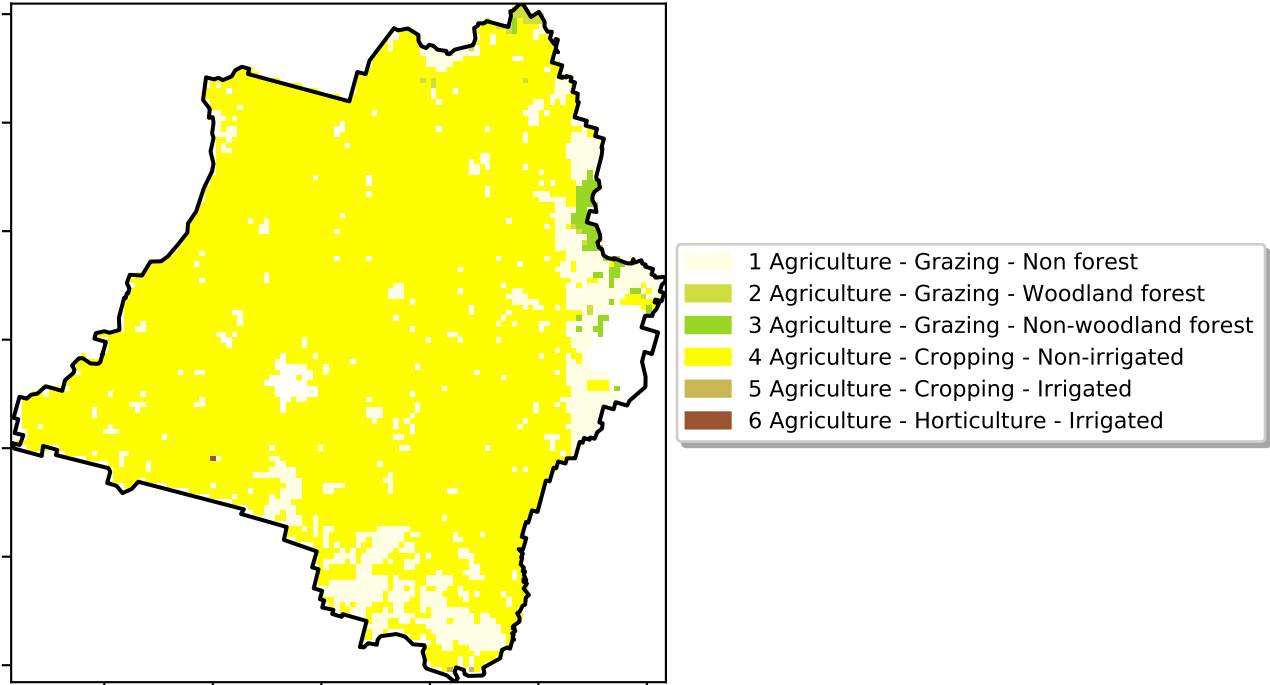 1 Agriculture - Grazing - Non forest
2 Agriculture - Grazing - Woodland forest
3 Agriculture - Grazing - Non-woodland forest
4 Agriculture - Cropping - Non-irrigated
5 Agriculture - Cropping - Irrigated
6 Agriculture - Horticulture - Irrigated